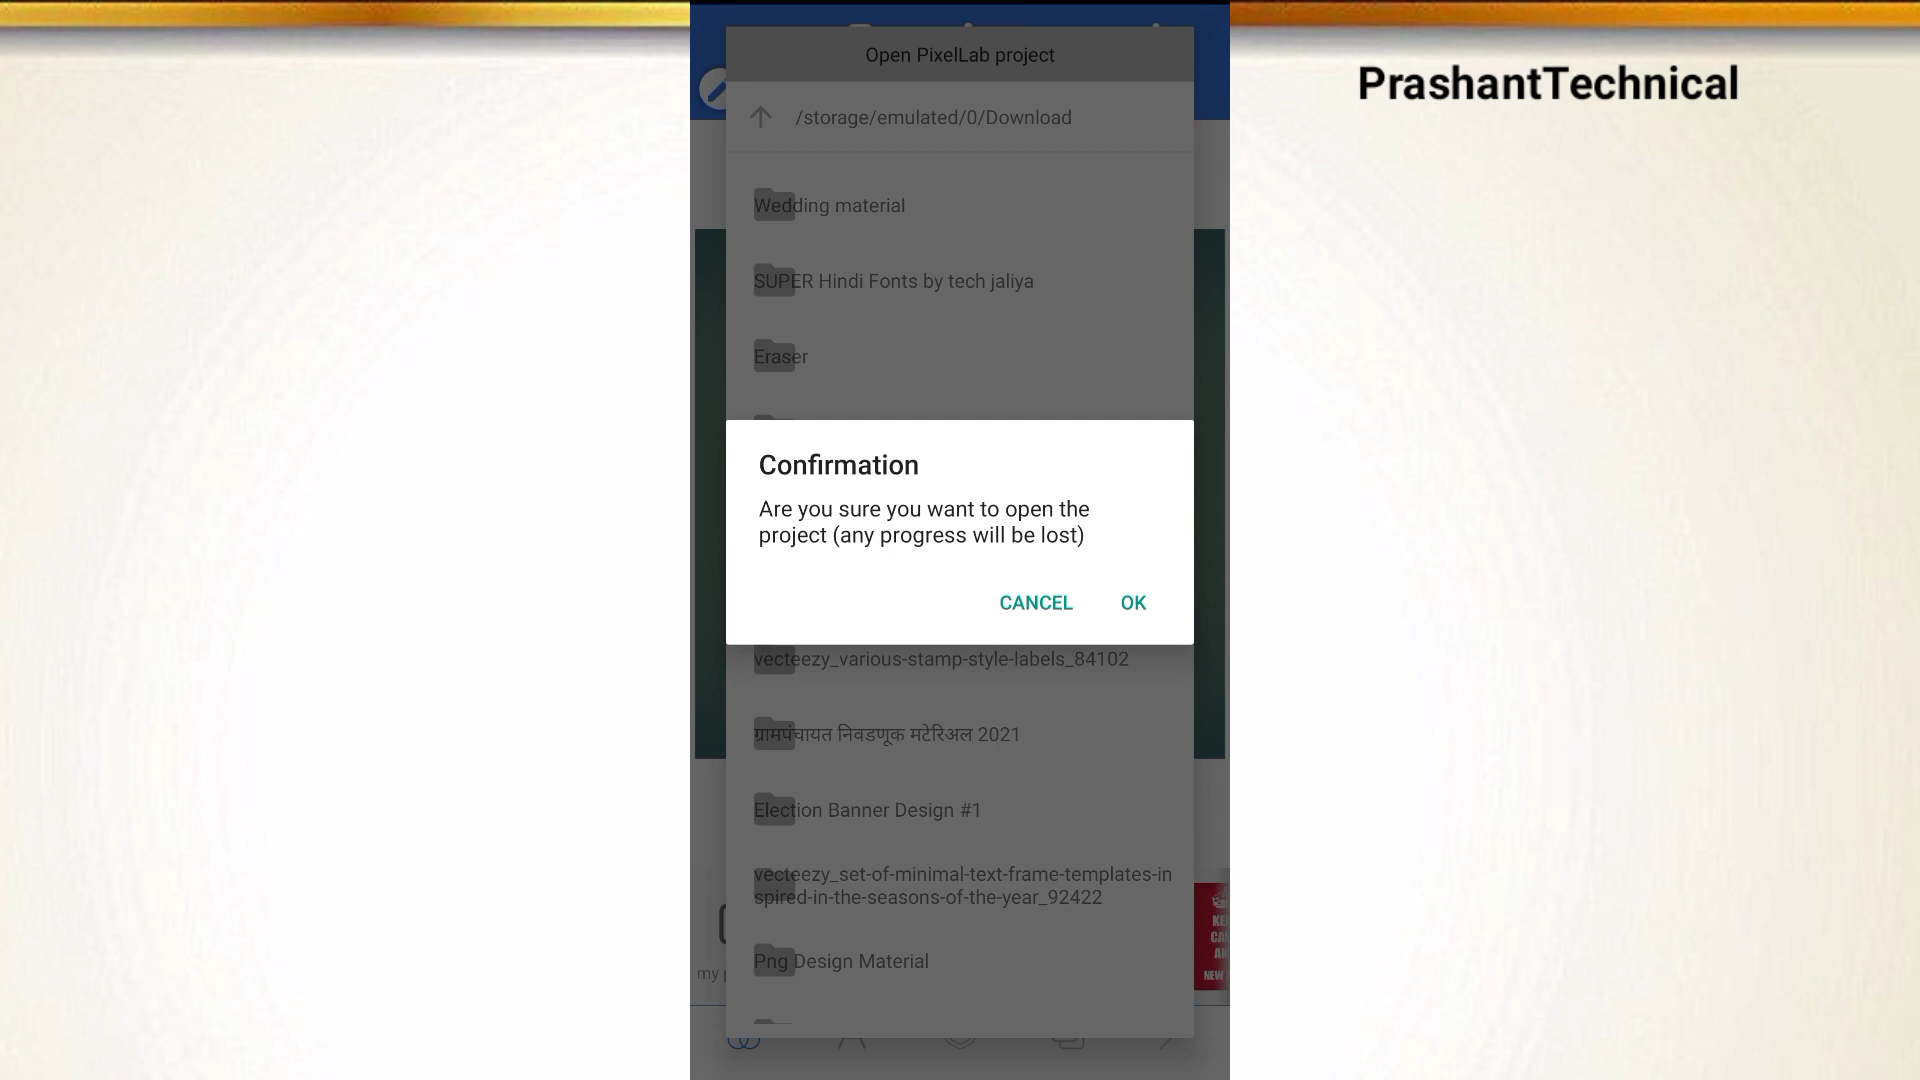 PrashantTechnical
Open PixelLab project
/storage/emulated/0/Download
Wedding material
SUPER Hindi Fonts by tech jaliya
Eraser
Confirmation
Are you sure you want to open the
project (any progress will be lost)
CANCEL OK
vecteezy_various-stamp-style-labels_84102
ग्रामपंचायत निवडणूक मटेरिअल 2021
Election Banner Design #1
vecteezy_set-of-minimal-text-frame-templates-in
spired-in-the-seasons-of-the-year_92422
Png Design Material
my
NEW